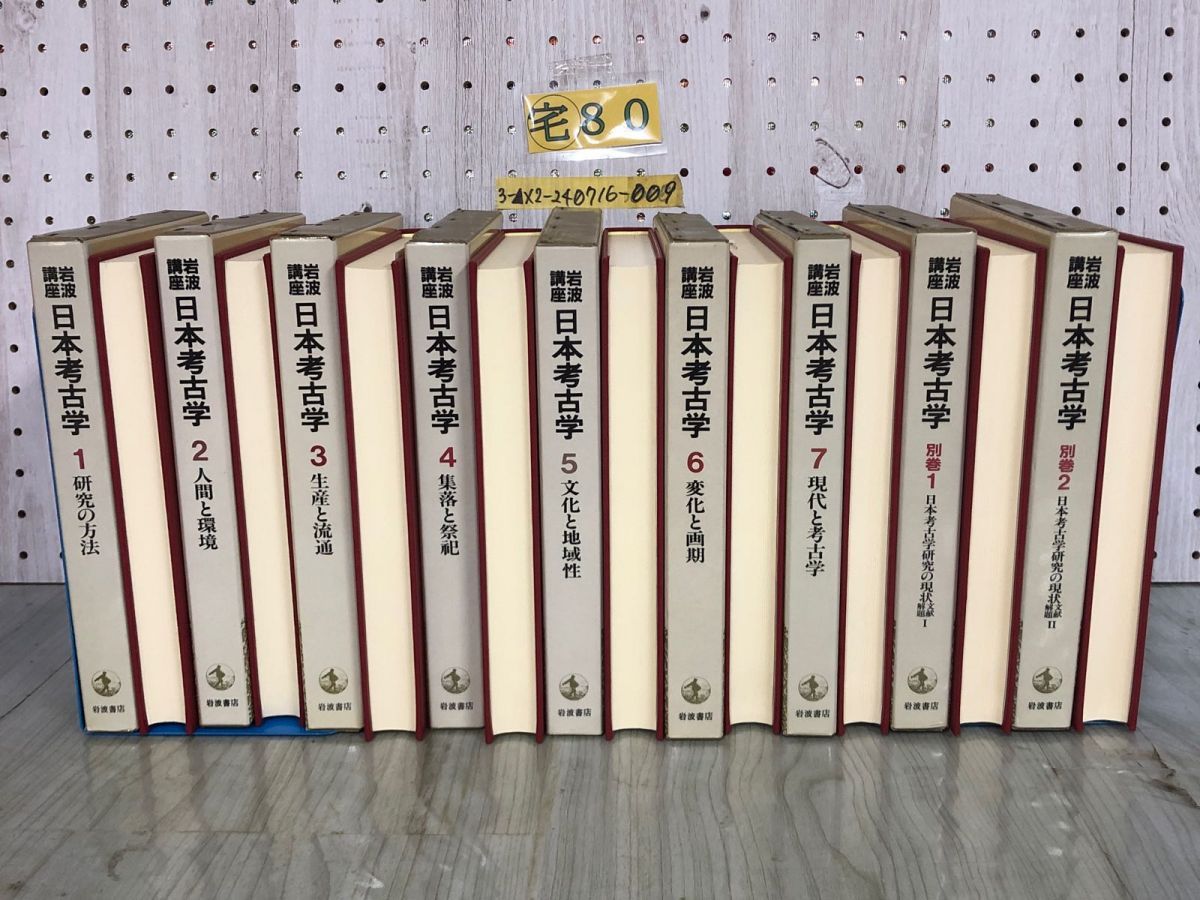 宅80
3-▲X2-240716-009
岩波講座 日本考古学 1 研究の方法
岩波書店
岩波講座 日本考古学 2 人間と環境
岩波書店
岩波講座 日本考古学 3 生産と流通
岩波書店
岩波講座 日本考古学 4 集落と祭祀
岩波書店
岩波講座 日本考古学 5 文化と地域性
岩波書店
岩波講座 日本考古学 6 変化と画期
岩波書店
岩波講座 日本考古学 7 現代と考古学
岩波書店
岩波講座 日本考古学 別巻1 日本考古学研究の現状 文献解題 I
岩波書店
岩波講座 日本考古学 別巻2 日本考古学研究の現状 文献解題 II
岩波書店